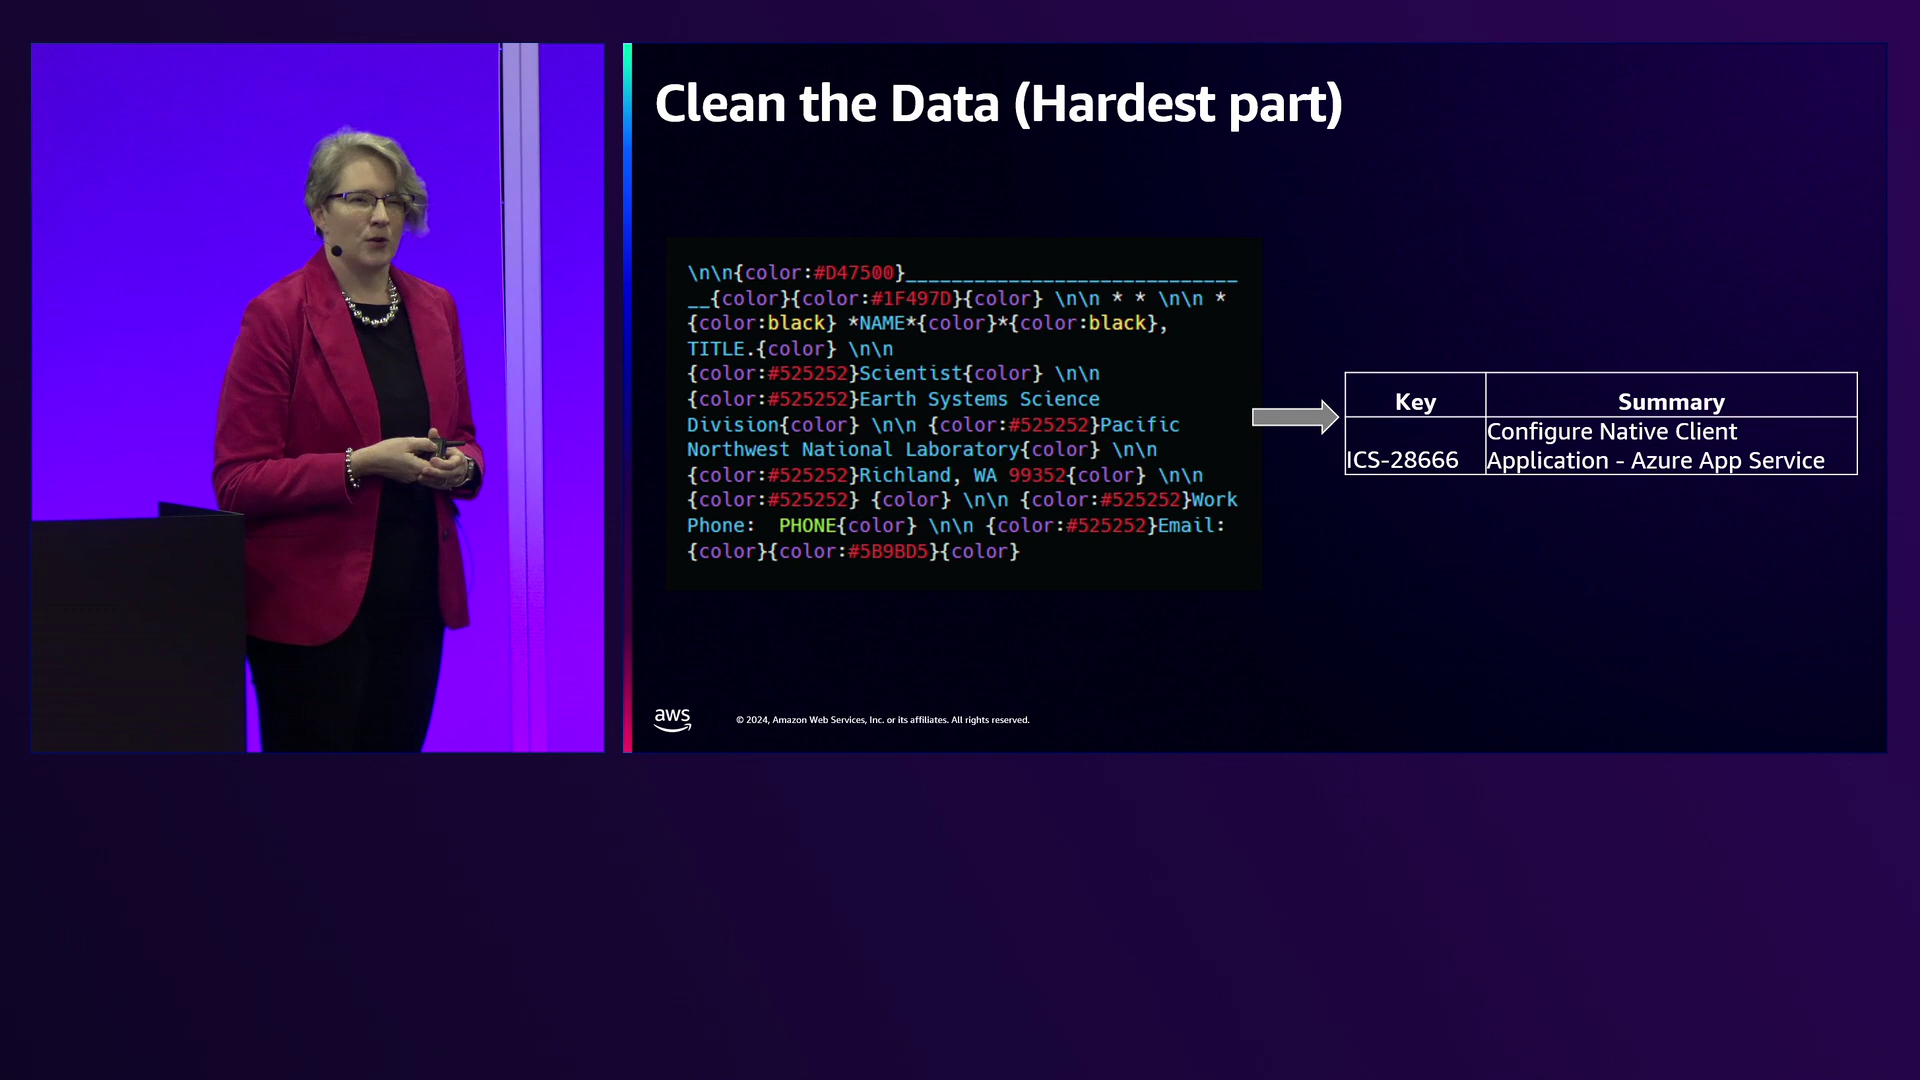 Clean the Data (Hardest part)
\n\n{color:#D47500}_____________________________
__{color}{color:#1F497D}{color} \n\n * * \n\n *
{color:black} *NAME*{color}*{color:black},
TITLE.{color} \n\n
{color:#525252}Scientist{color} \n\n
{color:#525252}Earth Systems Science
Division{color} \n\n {color:#525252}Pacific
Northwest National Laboratory{color} \n\n
{color:#525252}Richland, WA 99352{color} \n\n
{color:#525252} {color} \n\n {color:#525252}Work
Phone:  PHONE{color} \n\n {color:#525252}Email:
{color}{color:#5B9BD5}{color}
Key Summary
ICS-28666 Configure Native Client
Application - Azure App Service
aws
© 2024, Amazon Web Services, Inc. or its affiliates. All rights reserved.